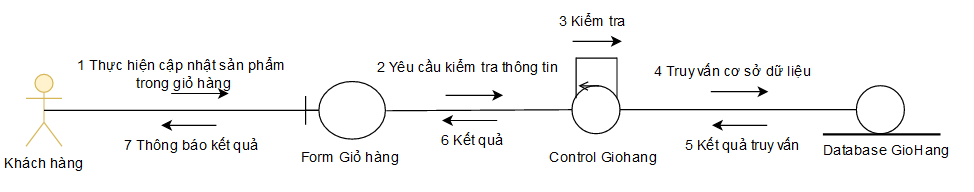 3 Kiểm tra
1 Thực hiện cập nhật sản phẩm
trong giỏ hàng
2 Yêu cầu kiểm tra thông tin
4 Truy vấn cơ sở dữ liệu
7 Thông báo kết quả
6 Kết quả
5 Kết quả truy vấn
Khách hàng
Form Giỏ hàng
Control Giohang
Database GioHang